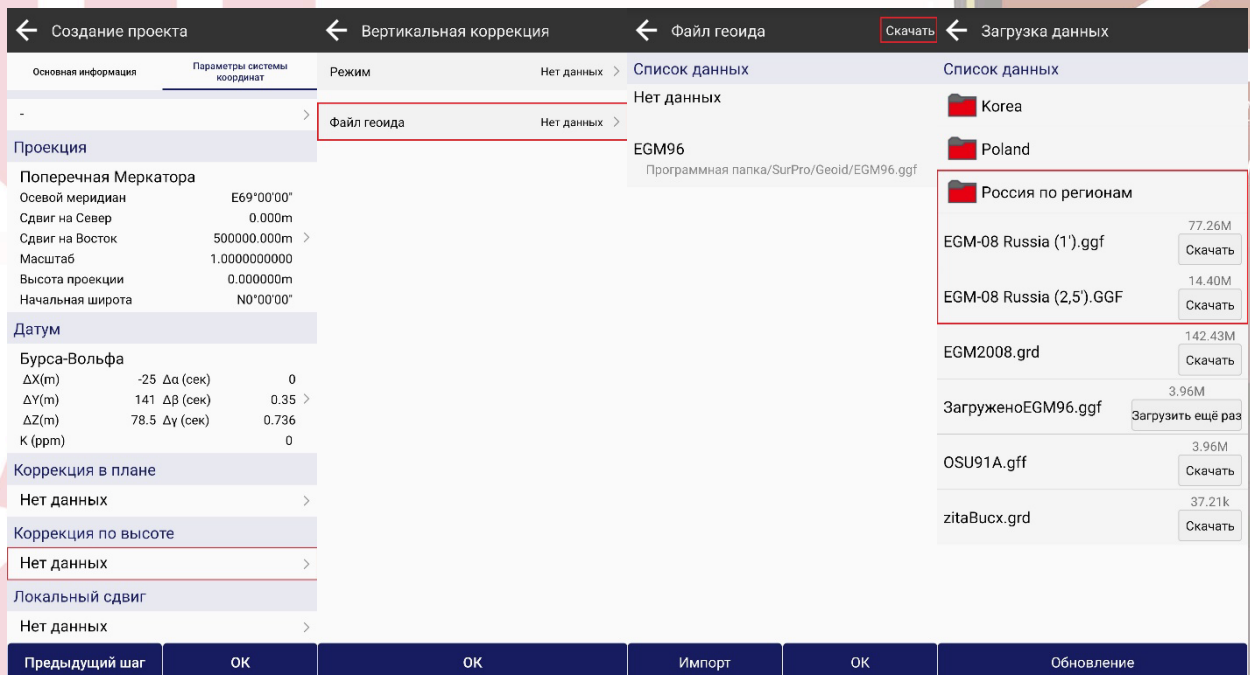 Создание проекта
Основная информация
Параметры системы
координат
-
Проекция
Поперечная Меркатора
Осевой меридиан E69°00'00"
Сдвиг на Север 0.000m
Сдвиг на Восток 500000.000m
Масштаб 1.0000000000
Высота проекции 0.000000m
Начальная широта N0°00'00"
Датум
Бурса-Вольфа
ΔX(m) -25 Δα (сек) 0
ΔY(m) 141 Δβ (сек) 0.35
ΔZ(m) 78.5 Δγ (сек) 0.736
K (ppm) 0
Коррекция в плане
Нет данных
Коррекция по высоте
Нет данных
Локальный сдвиг
Нет данных
Предыдущий шаг OK
Вертикальная коррекция
Режим Нет данных
Файл геоида Нет данных
OK
Файл геоида Скачать
Список данных
Нет данных
EGM96
Программная папка/SurPro/Geoid/EGM96.ggf
Импорт OK
Загрузка данных
Список данных
Korea
Poland
Россия по регионам
77.26M
EGM-08 Russia (1').ggf Скачать
14.40M
EGM-08 Russia (2,5').GGF Скачать
142.43M
EGM2008.grd Скачать
3.96M
ЗагруженоEGM96.ggf Загрузить ещё раз
3.96M
OSU91A.gff Скачать
37.21k
zitaBucx.grd Скачать
Обновление